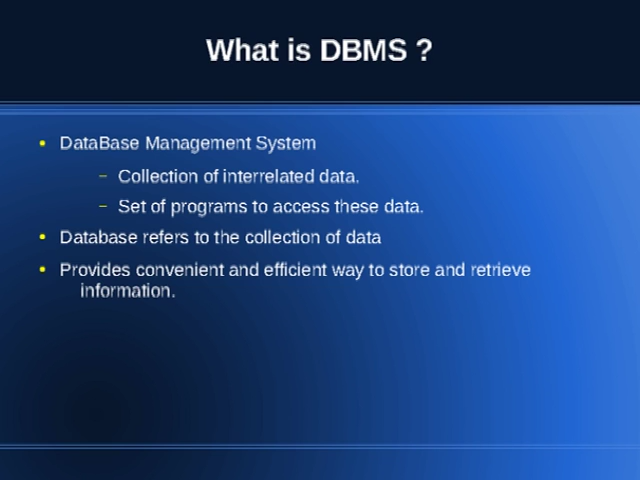 What is DBMS ?
• DataBase Management System
– Collection of interrelated data.
– Set of programs to access these data.
• Database refers to the collection of data
• Provides convenient and efficient way to store and retrieve
information.